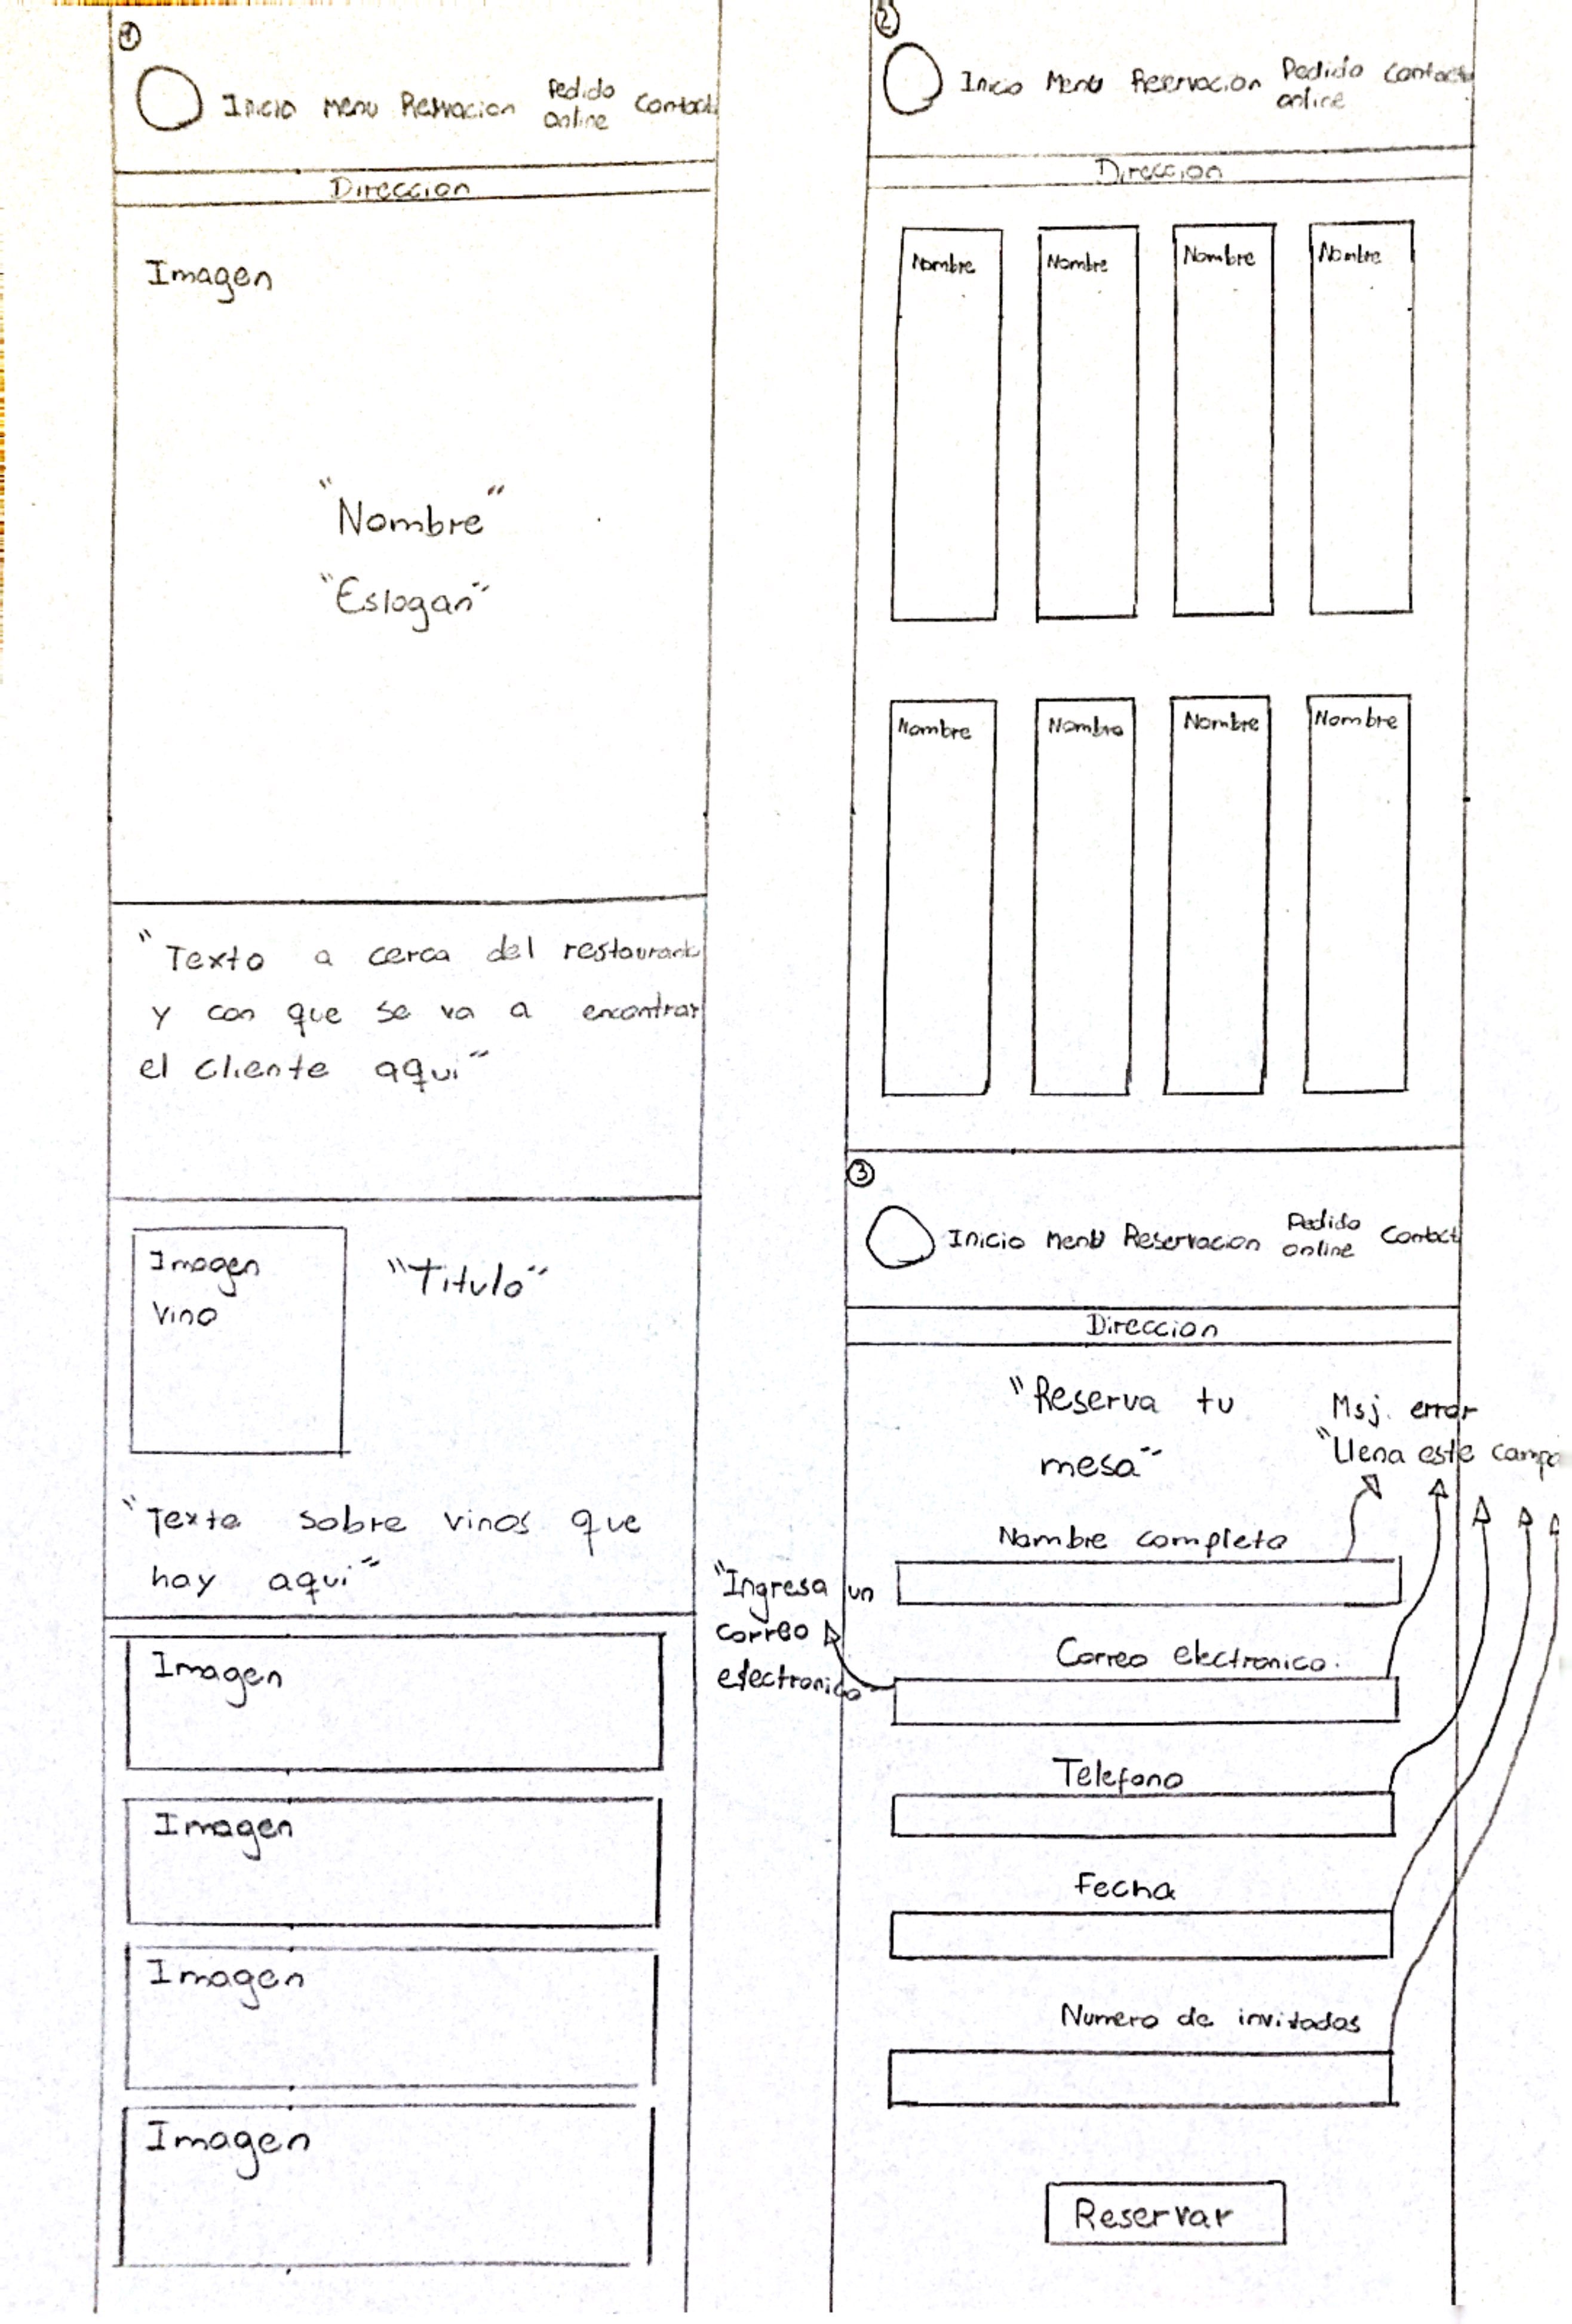 1
Inicio Menu Reservacion Pedido online Contact
Direccion
Imagen
"Nombre"
"Eslogan"
"Texto a cerca del restaurante
y con que se va a encontrar
el cliente aqui"
Imagen
Vino
"Titulo"
"Texto sobre vinos que
hay aqui"
Imagen
Imagen
Imagen
Imagen
2
Inicio Menu Reservacion Pedido online Contacto
Direccion
Nombre Nombre Nombre Nombre
Nombre Nombre Nombre Nombre
3
Inicio Menu Reservacion Pedido online Contact
Direccion
"Reserva tu
mesa"
Msj. error
"Llena este campo
Nombre completo
"Ingresa un
correo
electronico
Correo electronico.
Telefono
Fecha
Numero de invitados
Reservar